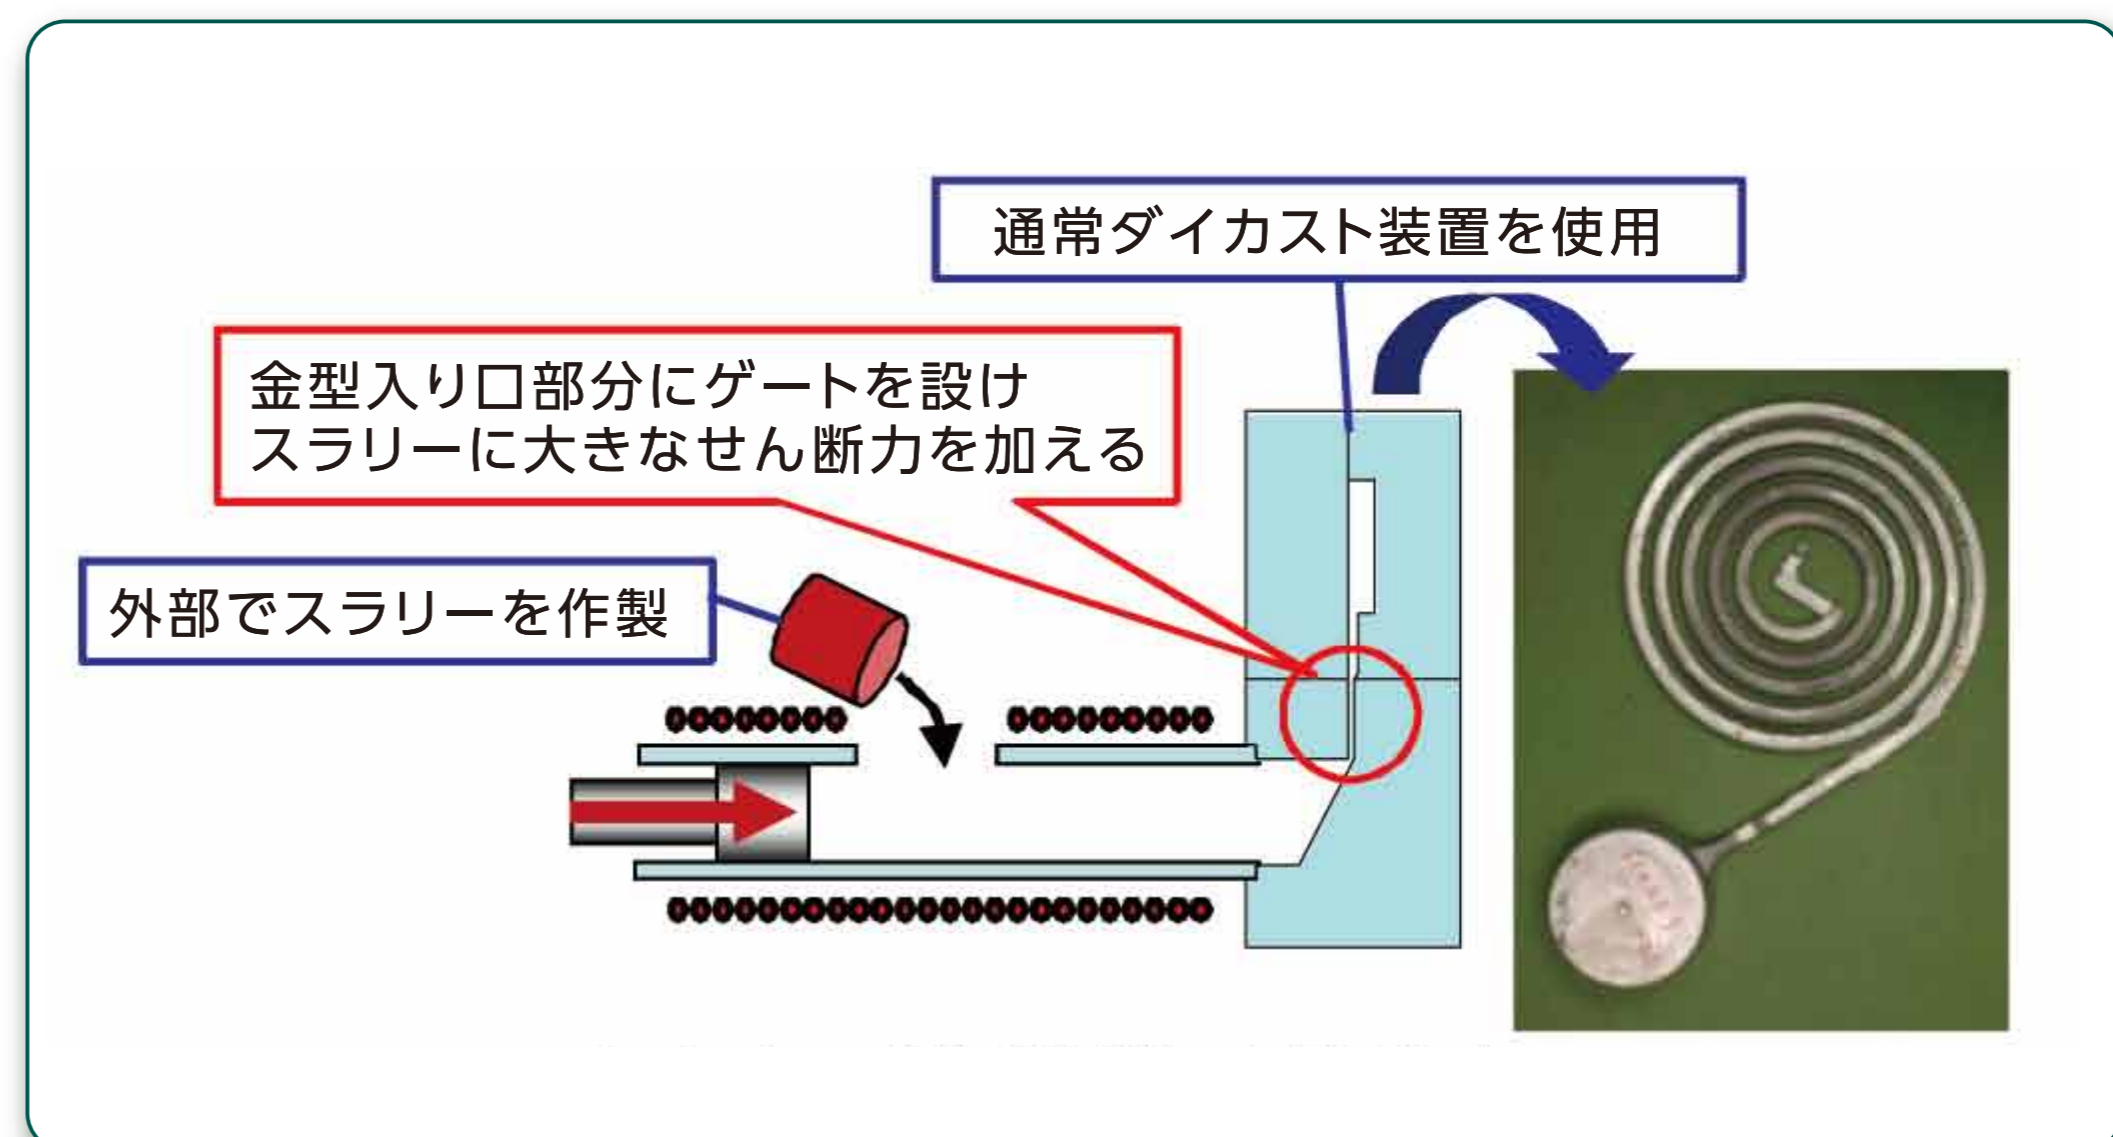 通常ダイカスト装置を使用
金型入り口部分にゲートを設け
スラリーに大きなせん断力を加える
外部でスラリーを作製